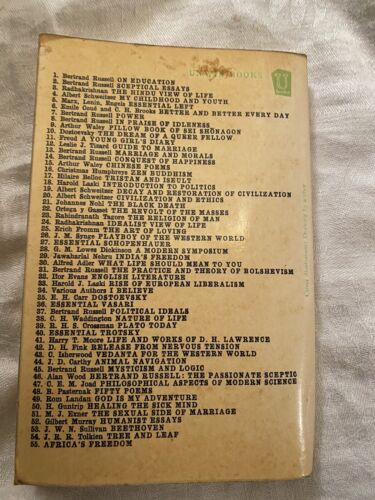 UNWIN BOOKS
U
1. Bertrand Russell ON EDUCATION
2. Bertrand Russell SCEPTICAL ESSAYS
3. Radhakrishnan THE HINDU VIEW OF LIFE
4. Albert Schweitzer MY CHILDHOOD AND YOUTH
5. Marx, Lenin, Engels ESSENTIAL LEFT
6. Emile Coué and C. H. Brooks BETTER AND BETTER EVERY DAY
7. Bertrand Russell POWER
8. Bertrand Russell IN PRAISE OF IDLENESS
9. Arthur Waley PILLOW BOOK OF SEI SHŌNAGON
10. Dostoevsky THE DREAM OF A QUEER FELLOW
11. Freud A YOUNG GIRL'S DIARY
12. Leslie J. Tizard GUIDE TO MARRIAGE
13. Bertrand Russell MARRIAGE AND MORALS
14. Bertrand Russell CONQUEST OF HAPPINESS
15. Arthur Waley CHINESE POEMS
16. Christmas Humphreys ZEN BUDDHISM
17. Hilaire Belloc TRISTAN AND ISEULT
18. Harold Laski INTRODUCTION TO POLITICS
19. Albert Schweitzer DECAY AND RESTORATION OF CIVILIZATION
20. Albert Schweitzer CIVILIZATION AND ETHICS
21. Johannes Nohl THE BLACK DEATH
22. Ortega y Gasset THE REVOLT OF THE MASSES
23. Rabindranath Tagore THE RELIGION OF MAN
24. Radhakrishnan IDEALIST VIEW OF LIFE
25. Erich Fromm THE ART OF LOVING
26. J. M. Synge PLAYBOY OF THE WESTERN WORLD
27. ESSENTIAL SCHOPENHAUER
28. G. M. Lowes Dickinson A MODERN SYMPOSIUM
29. Jawaharlal Nehru INDIA'S FREEDOM
30. Alfred Adler WHAT LIFE SHOULD MEAN TO YOU
31. Bertrand Russell THE PRACTICE AND THEORY OF BOLSHEVISM
32. Ifor Evans ENGLISH LITERATURE
33. Harold J. Laski RISE OF EUROPEAN LIBERALISM
34. Various Authors I BELIEVE
35. E. H. Carr DOSTOEVSKY
36. ESSENTIAL VASARI
37. Bertrand Russell POLITICAL IDEALS
38. C. H. Waddington NATURE OF LIFE
39. R. H. S. Crossman PLATO TODAY
40. ESSENTIAL TROTSKY
41. Harry T. Moore LIFE AND WORKS OF D. H. LAWRENCE
42. D. H. Fink RELEASE FROM NERVOUS TENSION
43. C. Isherwood VEDANTA FOR THE WESTERN WORLD
44. J. D. Carthy ANIMAL NAVIGATION
45. Bertrand Russell MYSTICISM AND LOGIC
46. Alan Wood BERTRAND RUSSELL: THE PASSIONATE SCEPTIC
47. C. E. M. Joad PHILOSOPHICAL ASPECTS OF MODERN SCIENCE
48. B. Pasternak FIFTY POEMS
49. Rom Landau GOD IS MY ADVENTURE
50. H. Guntrip HEALING THE SICK MIND
51. M. J. Exner THE SEXUAL SIDE OF MARRIAGE
52. Gilbert Murray HUMANIST ESSAYS
53. J. W. N. Sullivan BEETHOVEN
54. J. R. R. Tolkien TREE AND LEAF
55. AFRICA'S FREEDOM